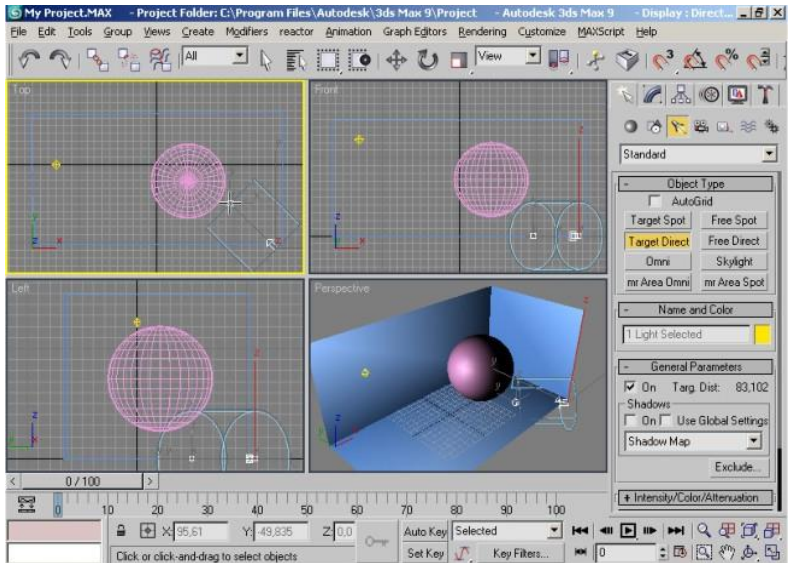 My Project.MAX - Project Folder: C:\Program Files\Autodesk\3ds Max 9\Project - Autodesk 3ds Max 9 - Display : Direct...
File Edit Tools Group Views Create Modifiers reactor Animation Graph Editors Rendering Customize MAXScript Help
All View
Top
Front
Left
Perspective
Standard
- Object Type
AutoGrid
Target Spot Free Spot
Target Direct Free Direct
Omni Skylight
mr Area Omni mr Area Spot
- Name and Color
1 Light Selected
- General Parameters
On Targ. Dist: 83,102
Shadows
On Use Global Settings
Shadow Map
Exclude...
+ Intensity/Color/Attenuation
< 0 / 100 >
0 10 20 30 40 50 60 70 80 90 100
X: 95,61 Y: -49,835 Z: 0,0 Auto Key Selected
Click or click-and-drag to select objects Set Key Key Filters... 0